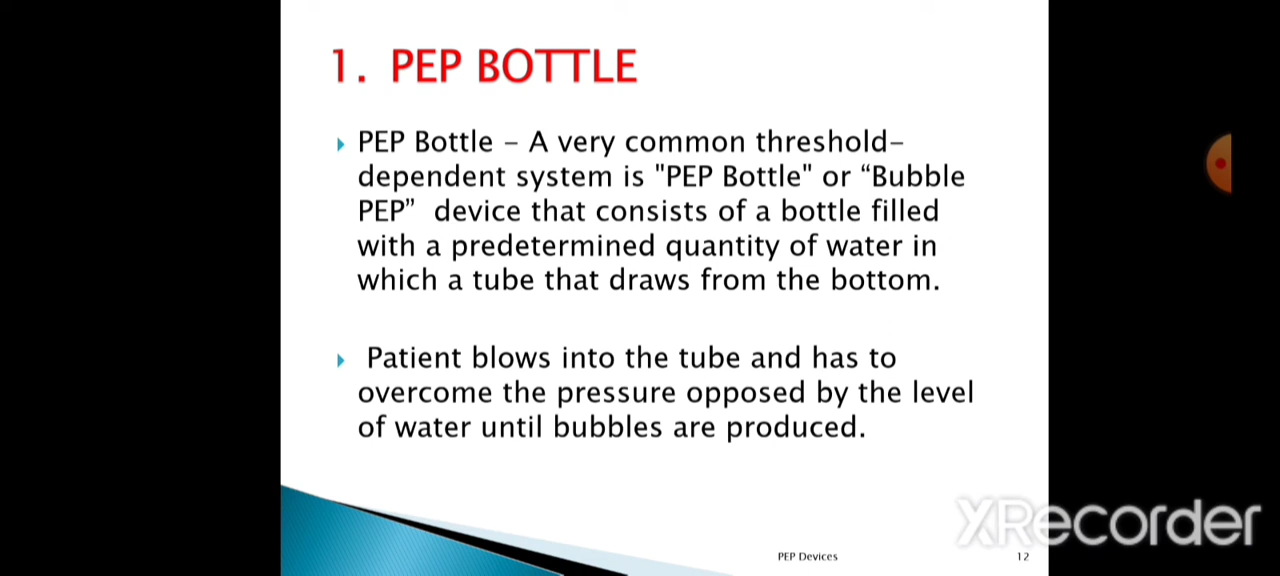 1. PEP BOTTLE
PEP Bottle – A very common threshold-
dependent system is "PEP Bottle" or “Bubble
PEP” device that consists of a bottle filled
with a predetermined quantity of water in
which a tube that draws from the bottom.
Patient blows into the tube and has to
overcome the pressure opposed by the level
of water until bubbles are produced.
XRecorder
PEP Devices 12